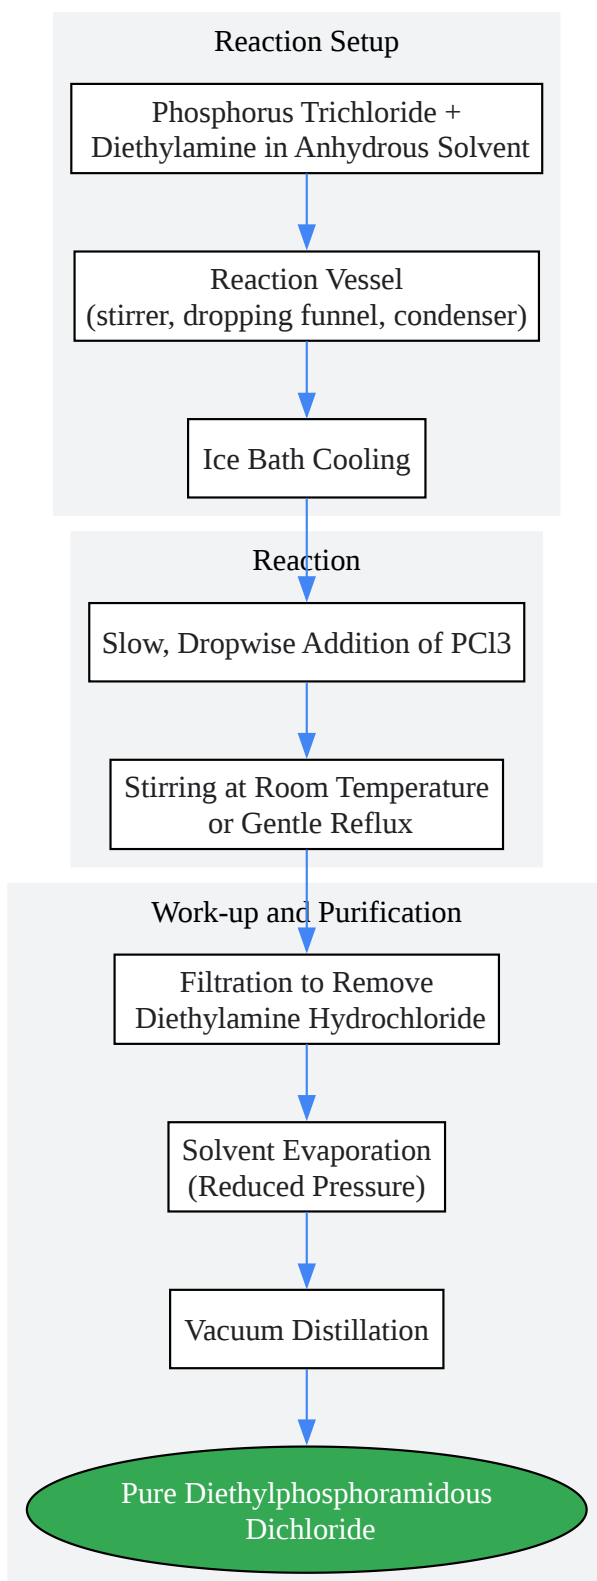 Reaction Setup
Phosphorus Trichloride +
Diethylamine in Anhydrous Solvent
Reaction Vessel
(stirrer, dropping funnel, condenser)
Ice Bath Cooling
Reaction
Slow, Dropwise Addition of PCl3
Stirring at Room Temperature
or Gentle Reflux
Work-up and Purification
Filtration to Remove
Diethylamine Hydrochloride
Solvent Evaporation
(Reduced Pressure)
Vacuum Distillation
Pure Diethylphosphoramidous
Dichloride